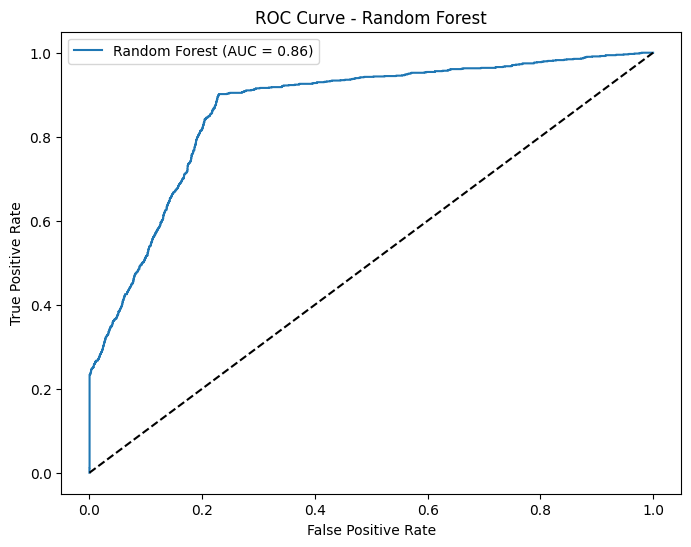 ROC Curve - Random Forest
Random Forest (AUC = 0.86)
True Positive Rate
1.0
0.8
0.6
0.4
0.2
0.0
0.0 0.2 0.4 0.6 0.8 1.0
False Positive Rate